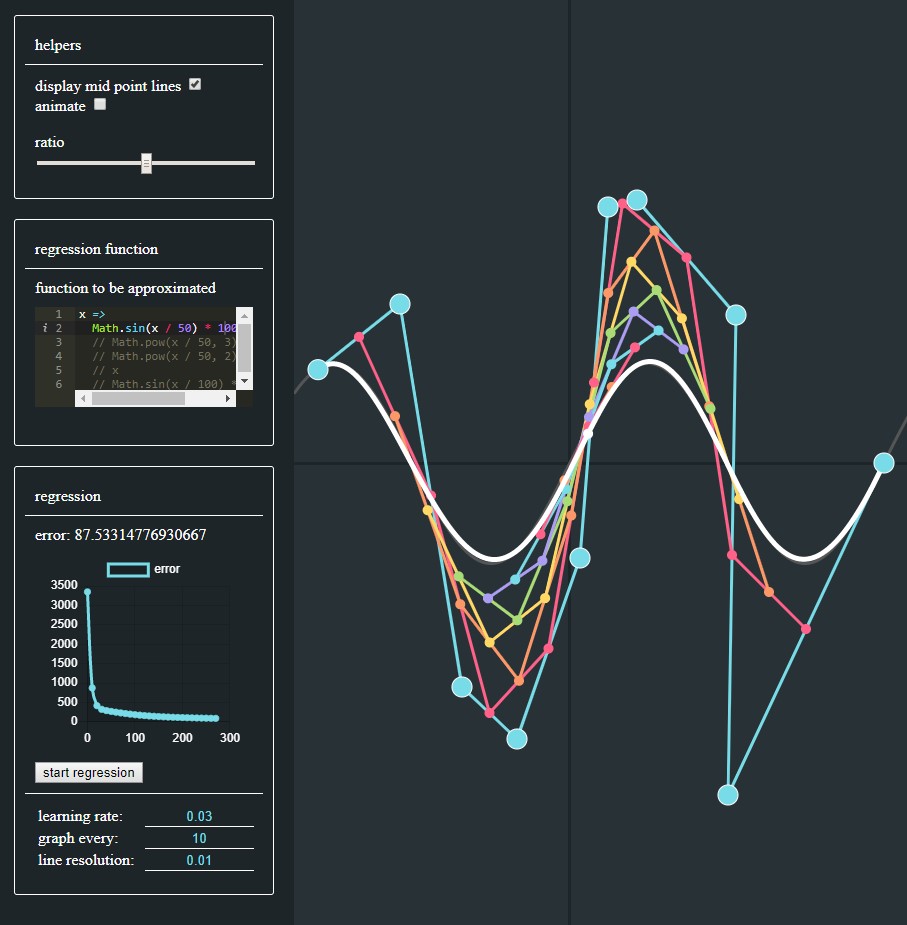 helpers
display mid point lines
animate
ratio
regression function
function to be approximated
1 x =>
i 2 Math.sin(x / 50) * 100
3 // Math.pow(x / 50, 3)
4 // Math.pow(x / 50, 2)
5 // x
6 // Math.sin(x / 100) *
regression
error: 87.53314776930667
error
3500
3000
2500
2000
1500
1000
500
0
0 100 200 300
start regression
learning rate: 0.03
graph every: 10
line resolution: 0.01